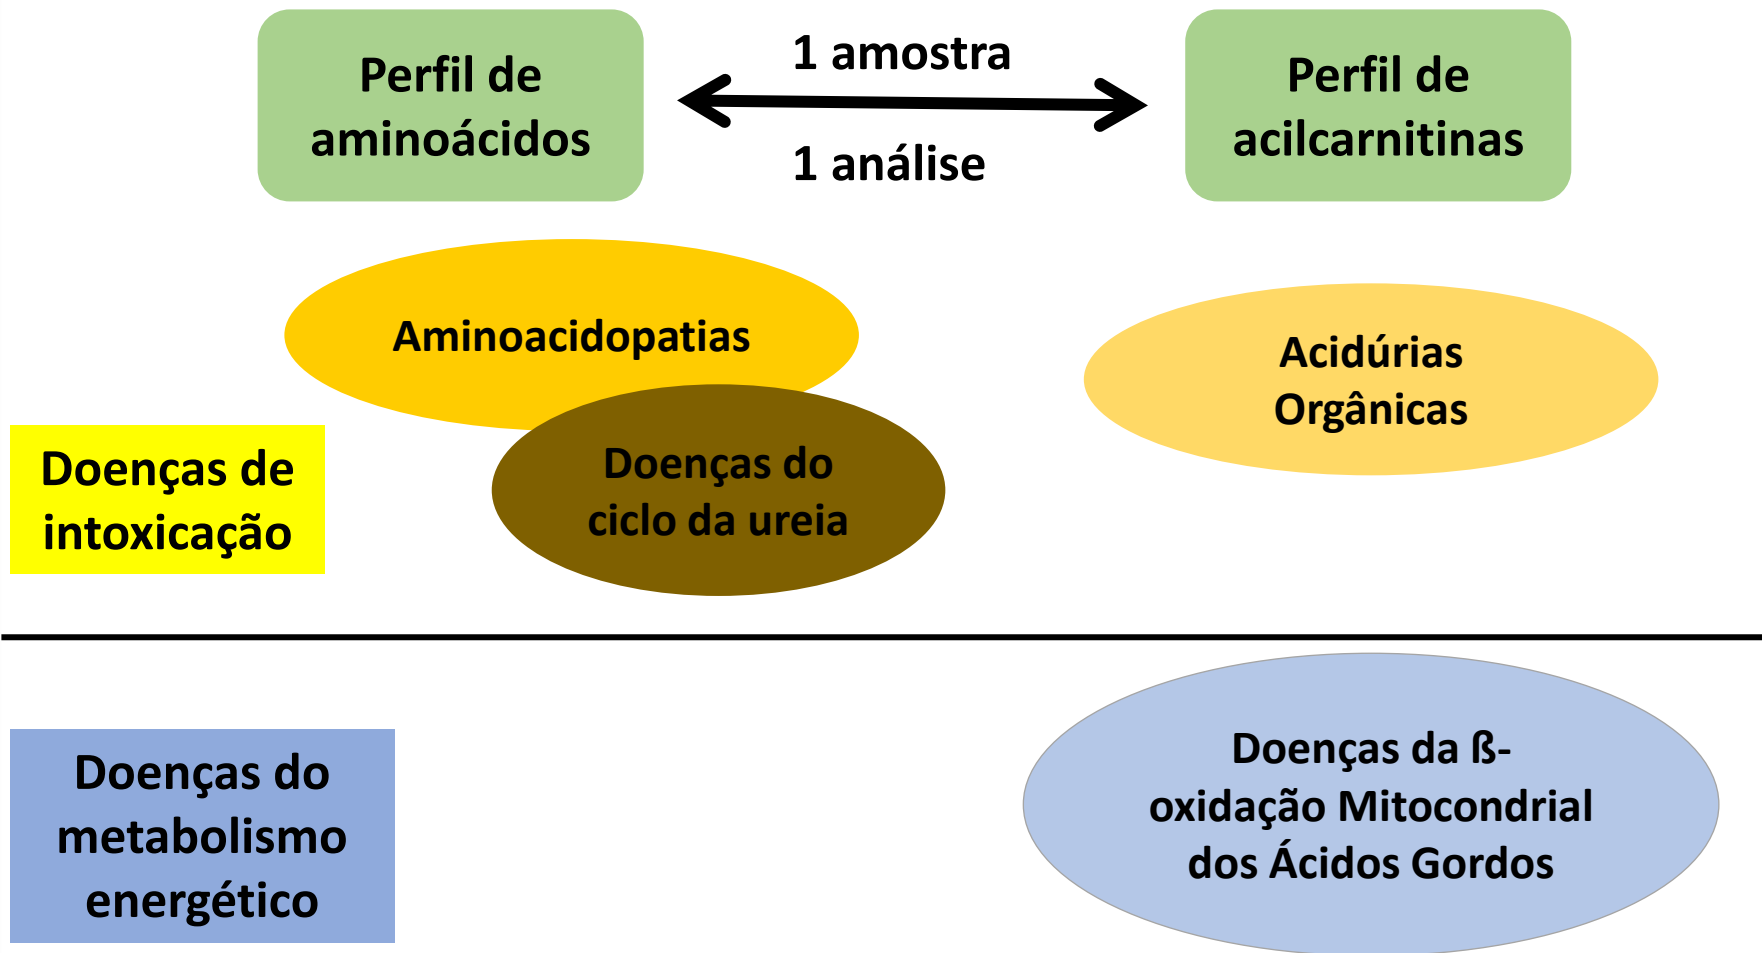 Perfil de
aminoácidos
1 amostra
1 análise
Perfil de
acilcarnitinas
Aminoacidopatias
Acidúrias
Orgânicas
Doenças de
intoxicação
Doenças do
ciclo da ureia
Doenças do
metabolismo
energético
Doenças da ß-
oxidação Mitocondrial
dos Ácidos Gordos